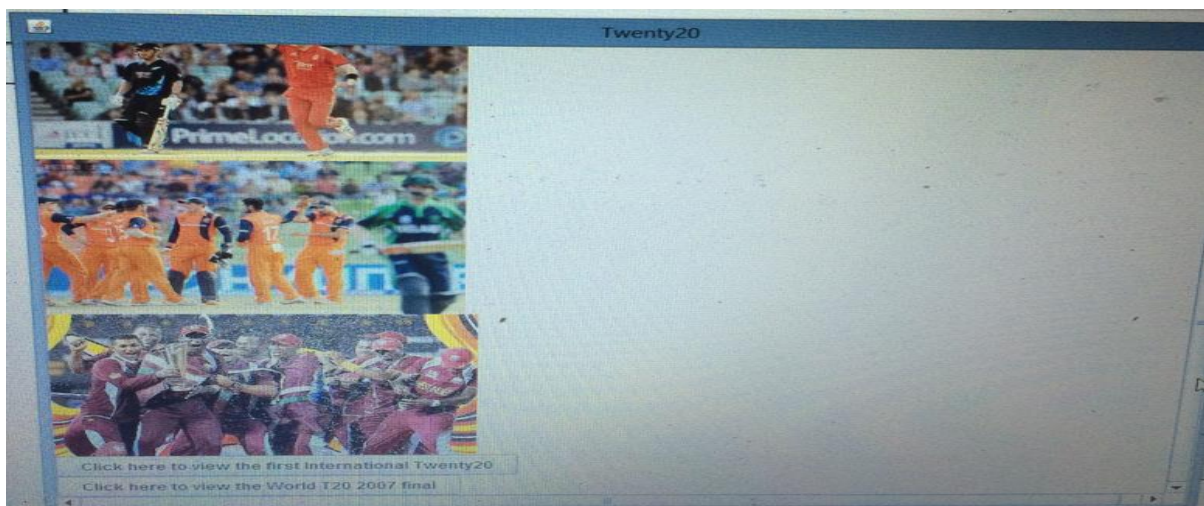 Twenty20
PrimeLocation.com
17
Click here to view the first International Twenty20
Click here to view the World T20 2007 final